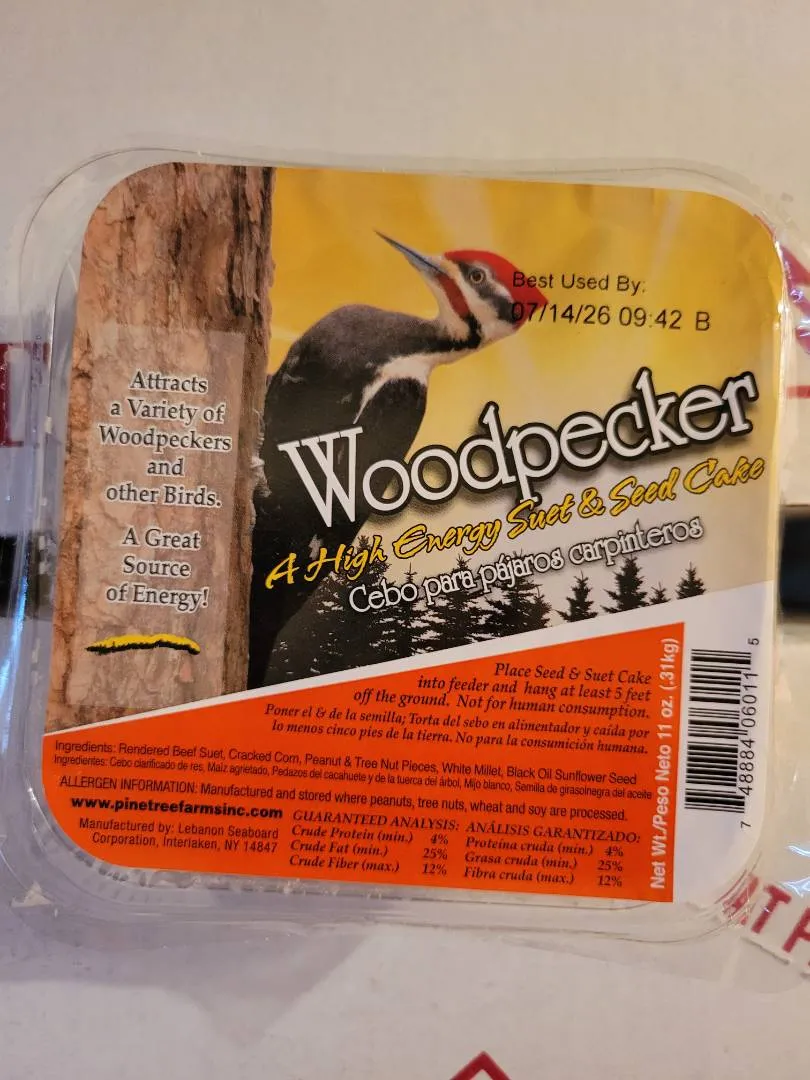 Best Used By:
07/14/26 09:42 B
Attracts
a Variety of
Woodpeckers
and
other Birds.
A Great
Source
of Energy!
Woodpecker
A High Energy Suet & Seed Cake
Cebo para pájaros carpinteros
Place Seed & Suet Cake
into feeder and hang at least 5 feet
off the ground. Not for human consumption.
Poner el & de la semilla; Torta del sebo en alimentador y caída por
lo menos cinco pies de la tierra. No para la consumición humana.
Ingredients: Rendered Beef Suet, Cracked Corn, Peanut & Tree Nut Pieces, White Millet, Black Oil Sunflower Seed
Ingredientes: Cebo clarificado de res, Maíz agrietado, Pedazos del cacahuete y de la tuerca del árbol, Mijo blanco, Semilla de girasolnegra del aceite
ALLERGEN INFORMATION: Manufactured and stored where peanuts, tree nuts, wheat and soy are processed.
www.pinetreefarmsinc.com
Manufactured by: Lebanon Seaboard
Corporation, Interlaken, NY 14847
GUARANTEED ANALYSIS:
Crude Protein (min.) 4%
Crude Fat (min.) 25%
Crude Fiber (max.) 12%
ANÁLISIS GARANTIZADO:
Proteína cruda (min.) 4%
Grasa cruda (min.) 25%
Fibra cruda (max.) 12%
Net Wt./Peso Neto 11 oz. (.31kg)
7 48884 06011 5